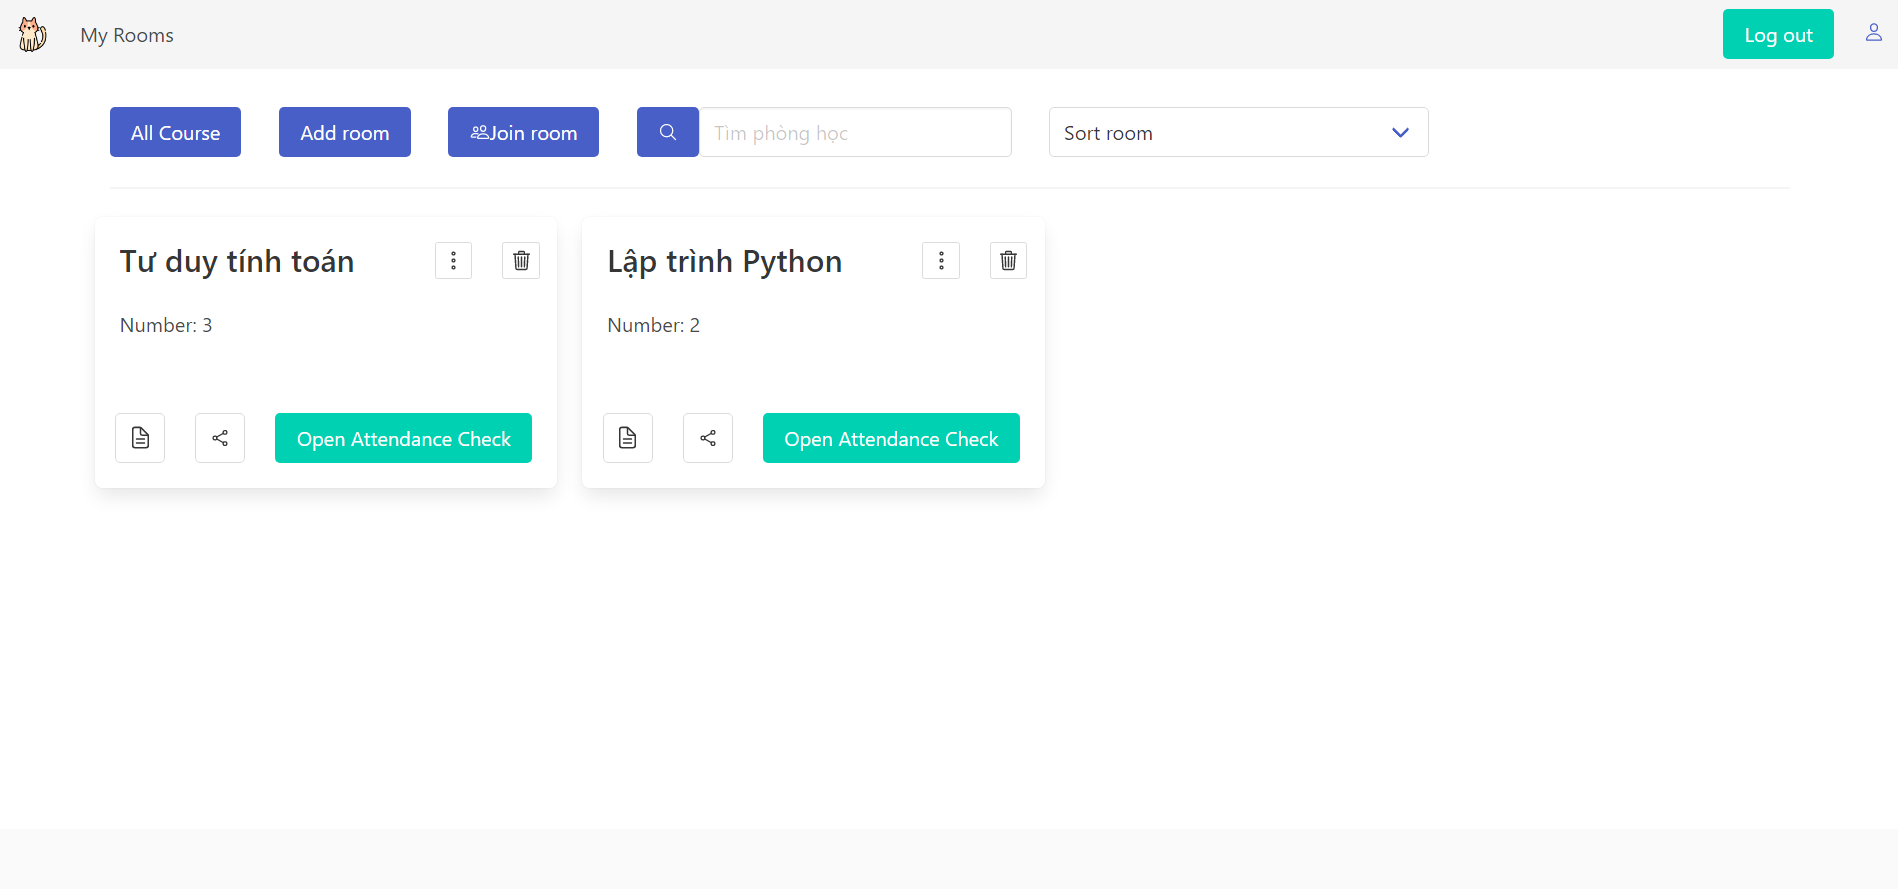 My Rooms
Log out
All Course
Add room
Join room
Tìm phòng học
Sort room
Tư duy tính toán
Number: 3
Open Attendance Check
Lập trình Python
Number: 2
Open Attendance Check